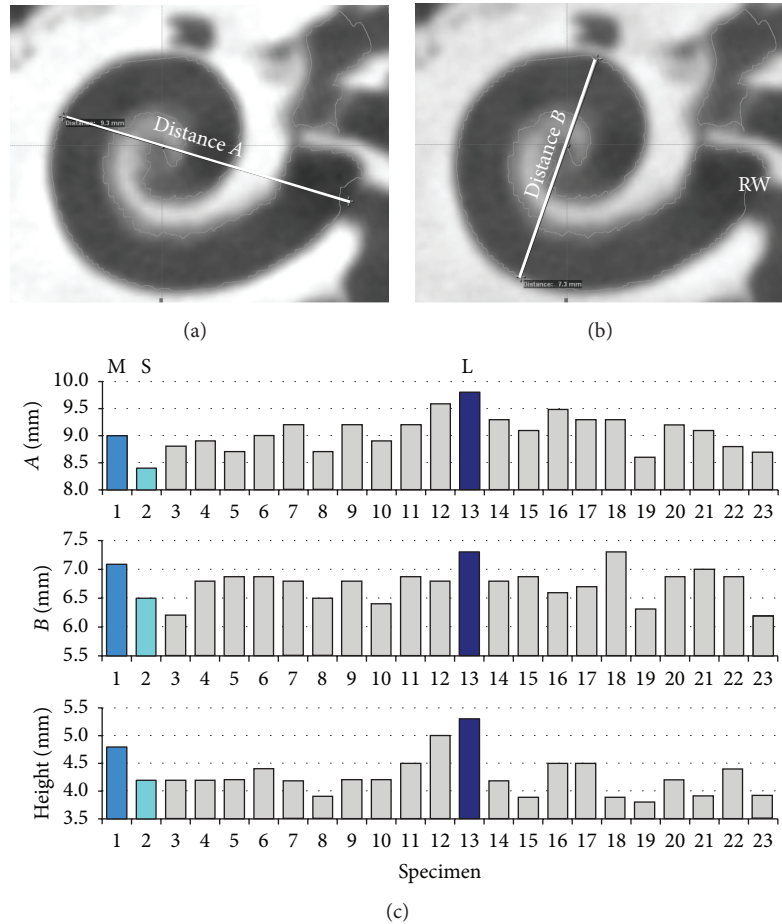 Distance A
Distance: 9.3 mm
(a)
Distance B
RW
Distance: 7.3 mm
(b)
M S L
A (mm)
10.0
9.5
9.0
8.5
8.0
1 2 3 4 5 6 7 8 9 10 11 12 13 14 15 16 17 18 19 20 21 22 23
B (mm)
7.5
7.0
6.5
6.0
5.5
1 2 3 4 5 6 7 8 9 10 11 12 13 14 15 16 17 18 19 20 21 22 23
Height (mm)
5.5
5.0
4.5
4.0
3.5
1 2 3 4 5 6 7 8 9 10 11 12 13 14 15 16 17 18 19 20 21 22 23
Specimen
(c)